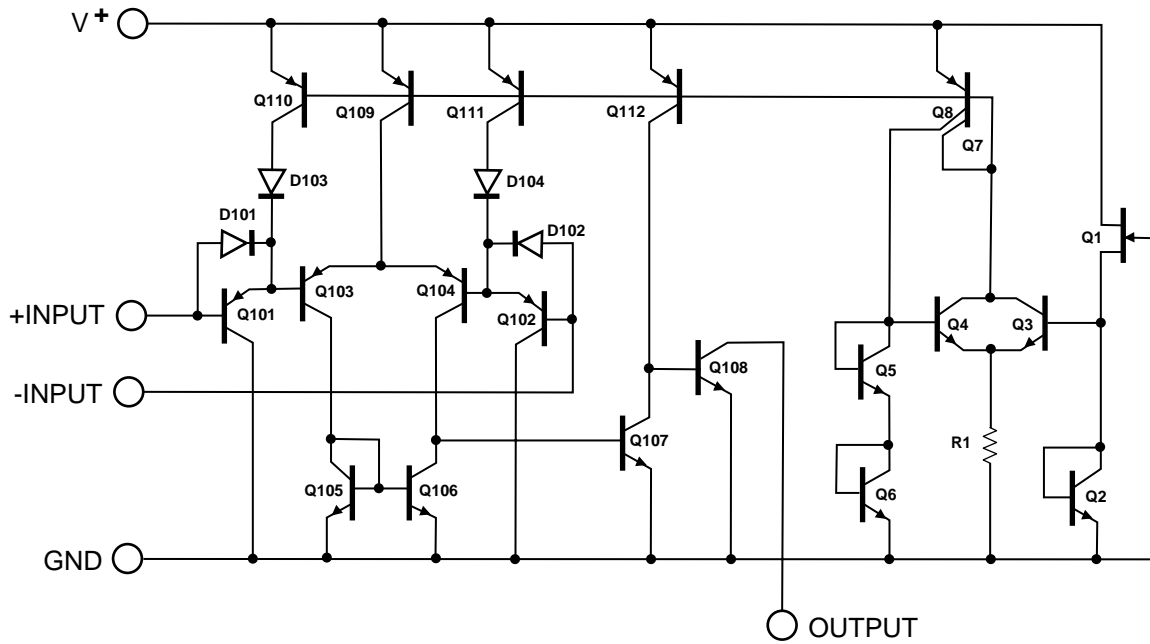 V+
Q110
Q109
Q111
Q112
Q8
Q7
D103
D104
D101
D102
Q1
+INPUT
Q101
Q103
Q104
Q102
Q4
Q3
-INPUT
Q108
Q5
Q107
R1
Q105
Q106
Q6
Q2
GND
OUTPUT